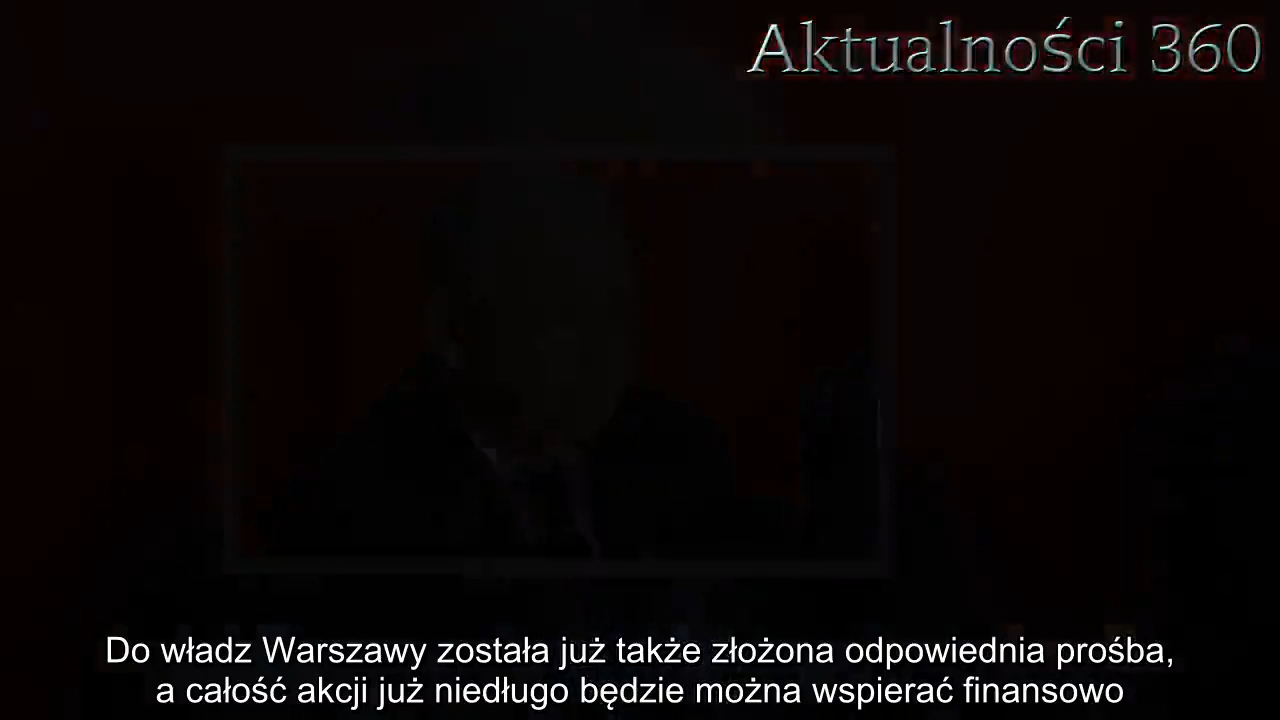 Aktualności 360
Do władz Warszawy została już także złożona odpowiednia prośba,
a całość akcji już niedługo będzie można wspierać finansowo